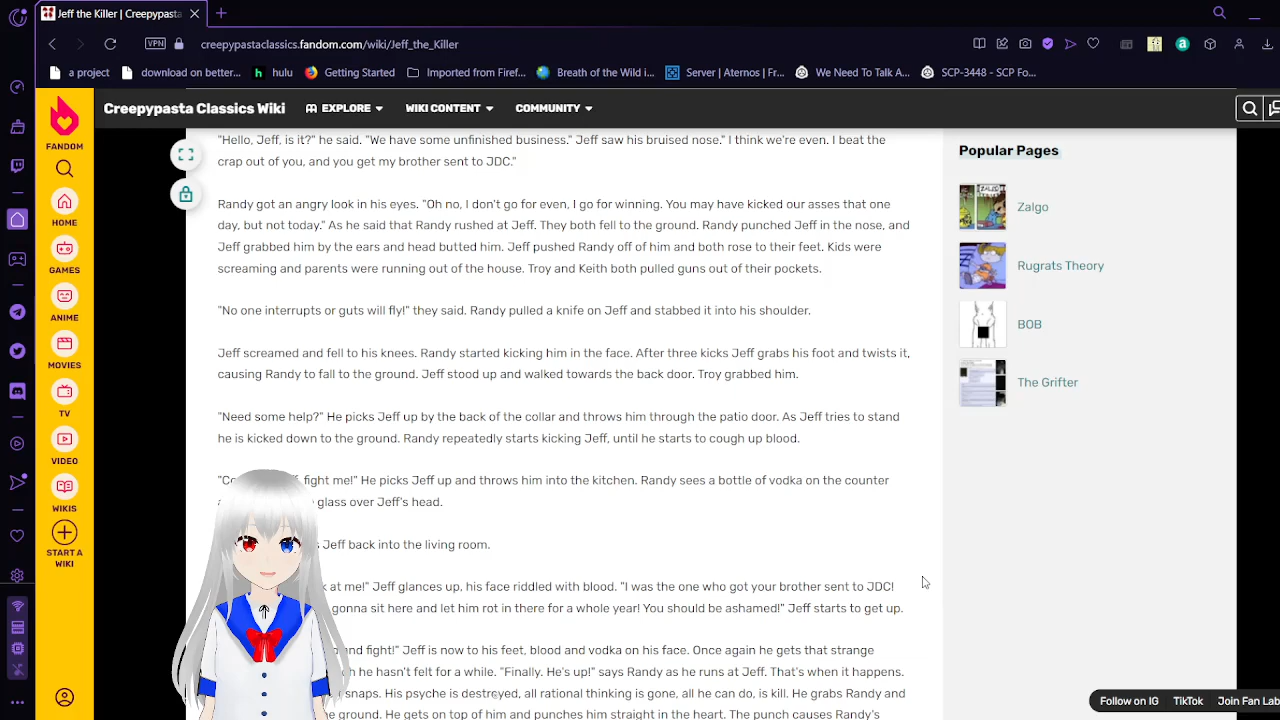 Jeff the Killer | Creepypasta
VPN
creepypastaclassics.fandom.com/wiki/Jeff_the_Killer
a project
download on better...
hulu
Getting Started
Imported from Firef...
Breath of the Wild i...
Server | Aternos | Fr...
We Need To Talk A...
SCP-3448 - SCP Fo...
Creepypasta Classics Wiki
EXPLORE
WIKI CONTENT
COMMUNITY
FANDOM
HOME
GAMES
ANIME
MOVIES
TV
VIDEO
WIKIS
START A
WIKI
"Hello, Jeff, is it?" he said. "We have some unfinished business." Jeff saw his bruised nose." I think we're even. I beat the
crap out of you, and you get my brother sent to JDC."
Randy got an angry look in his eyes. "Oh no, I don't go for even, I go for winning. You may have kicked our asses that one
day, but not today." As he said that Randy rushed at Jeff. They both fell to the ground. Randy punched Jeff in the nose, and
Jeff grabbed him by the ears and head butted him. Jeff pushed Randy off of him and both rose to their feet. Kids were
screaming and parents were running out of the house. Troy and Keith both pulled guns out of their pockets.
"No one interrupts or guts will fly!" they said. Randy pulled a knife on Jeff and stabbed it into his shoulder.
Jeff screamed and fell to his knees. Randy started kicking him in the face. After three kicks Jeff grabs his foot and twists it,
causing Randy to fall to the ground. Jeff stood up and walked towards the back door. Troy grabbed him.
"Need some help?" He picks Jeff up by the back of the collar and throws him through the patio door. As Jeff tries to stand
he is kicked down to the ground. Randy repeatedly starts kicking Jeff, until he starts to cough up blood.
fight me!" He picks Jeff up and throws him into the kitchen. Randy sees a bottle of vodka on the counter
glass over Jeff's head.
Jeff back into the living room.
at me!" Jeff glances up, his face riddled with blood. "I was the one who got your brother sent to JDC!
gonna sit here and let him rot in there for a whole year! You should be ashamed!" Jeff starts to get up.
and fight!" Jeff is now to his feet, blood and vodka on his face. Once again he gets that strange
he hasn't felt for a while. "Finally. He's up!" says Randy as he runs at Jeff. That's when it happens.
snaps. His psyche is destroyed, all rational thinking is gone, all he can do, is kill. He grabs Randy and
ground. He gets on top of him and him straight in the heart. The punch causes Randy's
Popular Pages
Zalgo
Rugrats Theory
BOB
The Grifter
Follow on IG
TikTok
Join Fan Lab